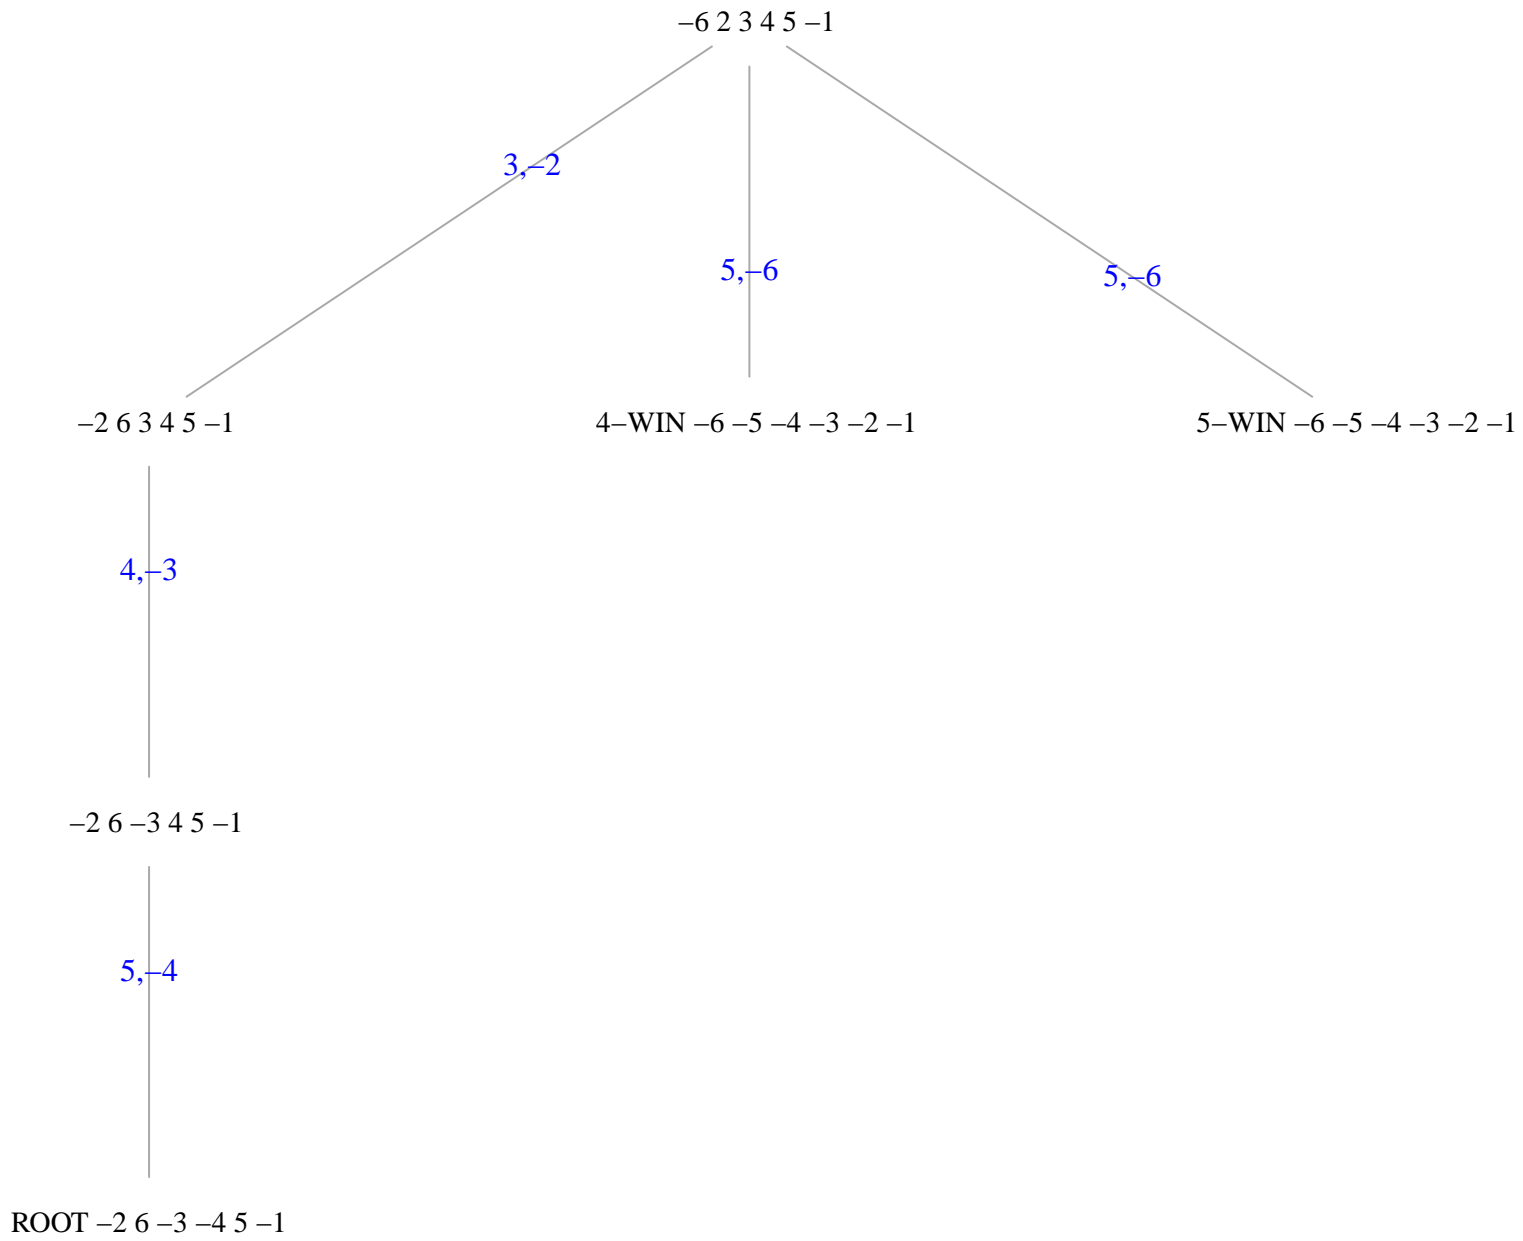 –6 2 3 4 5 –1
3,–2
5,–6
5,–6
–2 6 3 4 5 –1
4–WIN –6 –5 –4 –3 –2 –1
5–WIN –6 –5 –4 –3 –2 –1
4,–3
–2 6 –3 4 5 –1
5,–4
ROOT –2 6 –3 –4 5 –1